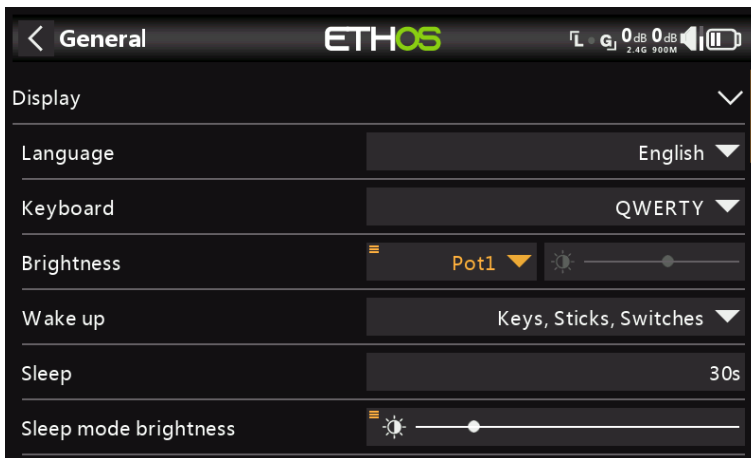 General
ETHOS
L G 0dB 0dB
2.4G 900M
Display
Language English
Keyboard QWERTY
Brightness Pot1
Wake up Keys, Sticks, Switches
Sleep 30s
Sleep mode brightness